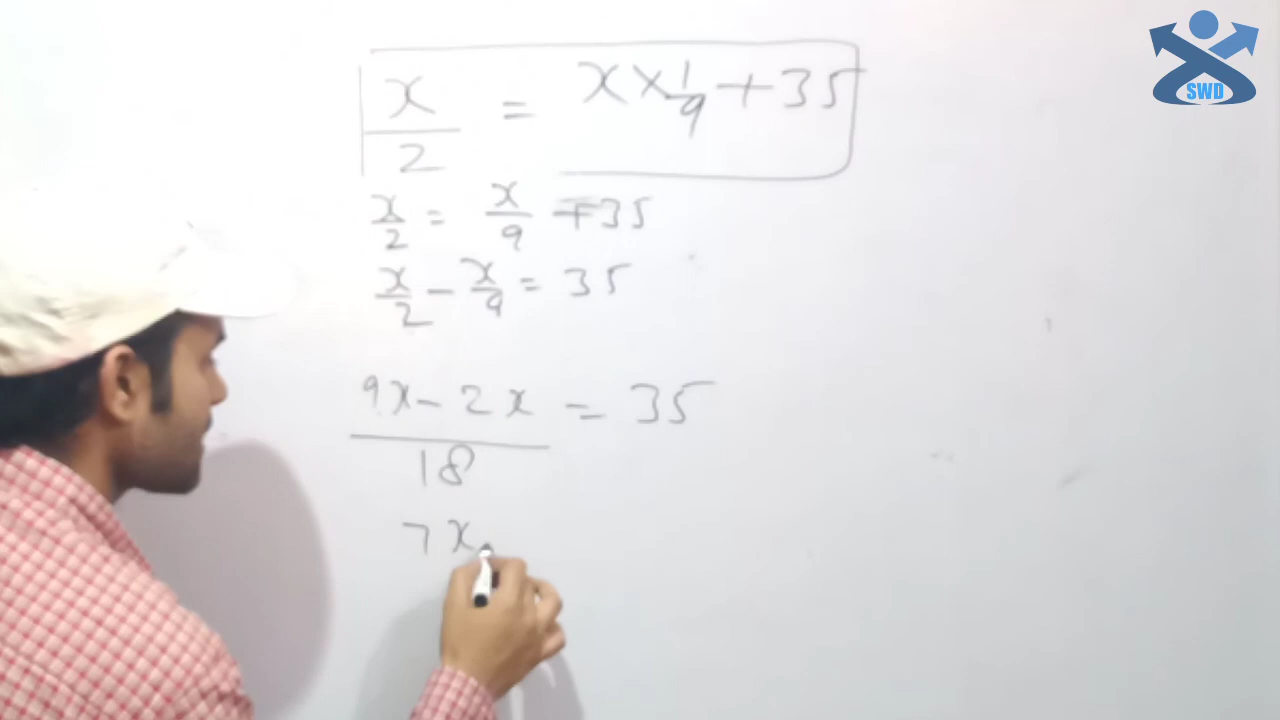 x/2 = x × 1/9 + 35
x/2 = x/9 + 35
x/2 - x/9 = 35
9x - 2x / 18 = 35
7x
SWD